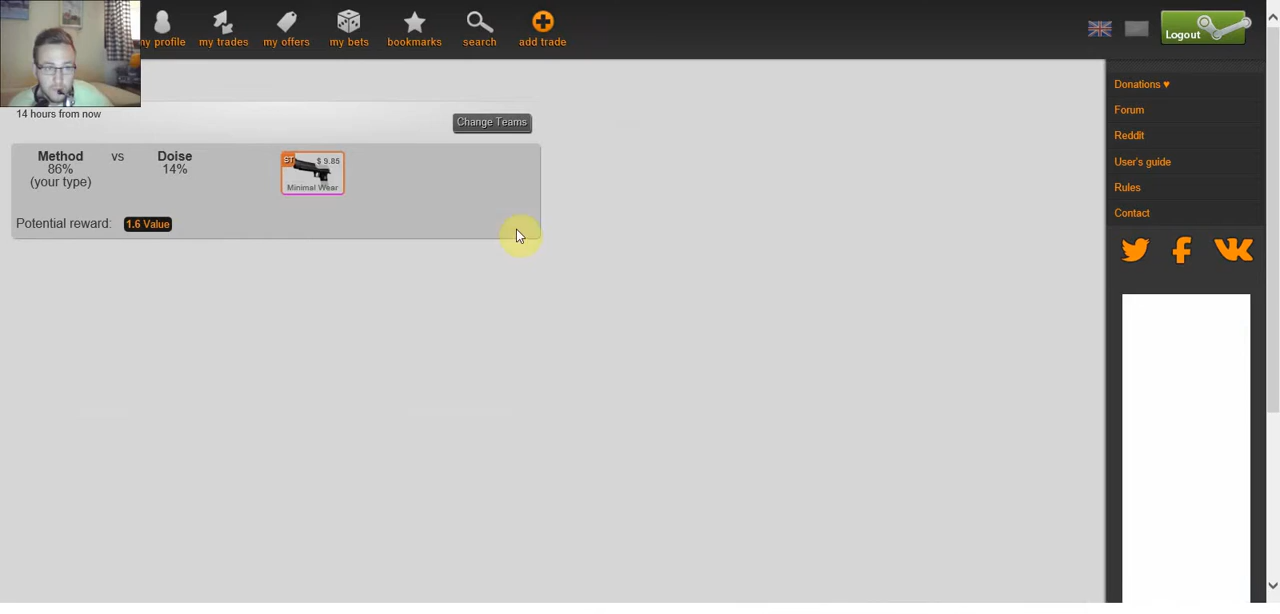 my profile
my trades
my offers
my bets
bookmarks
search
add trade
Logout
14 hours from now
Change Teams
Method vs Doise
86% 14%
(your type)
ST $ 9.85
Minimal Wear
Potential reward: 1.6 Value
Donations ♥
Forum
Reddit
User's guide
Rules
Contact